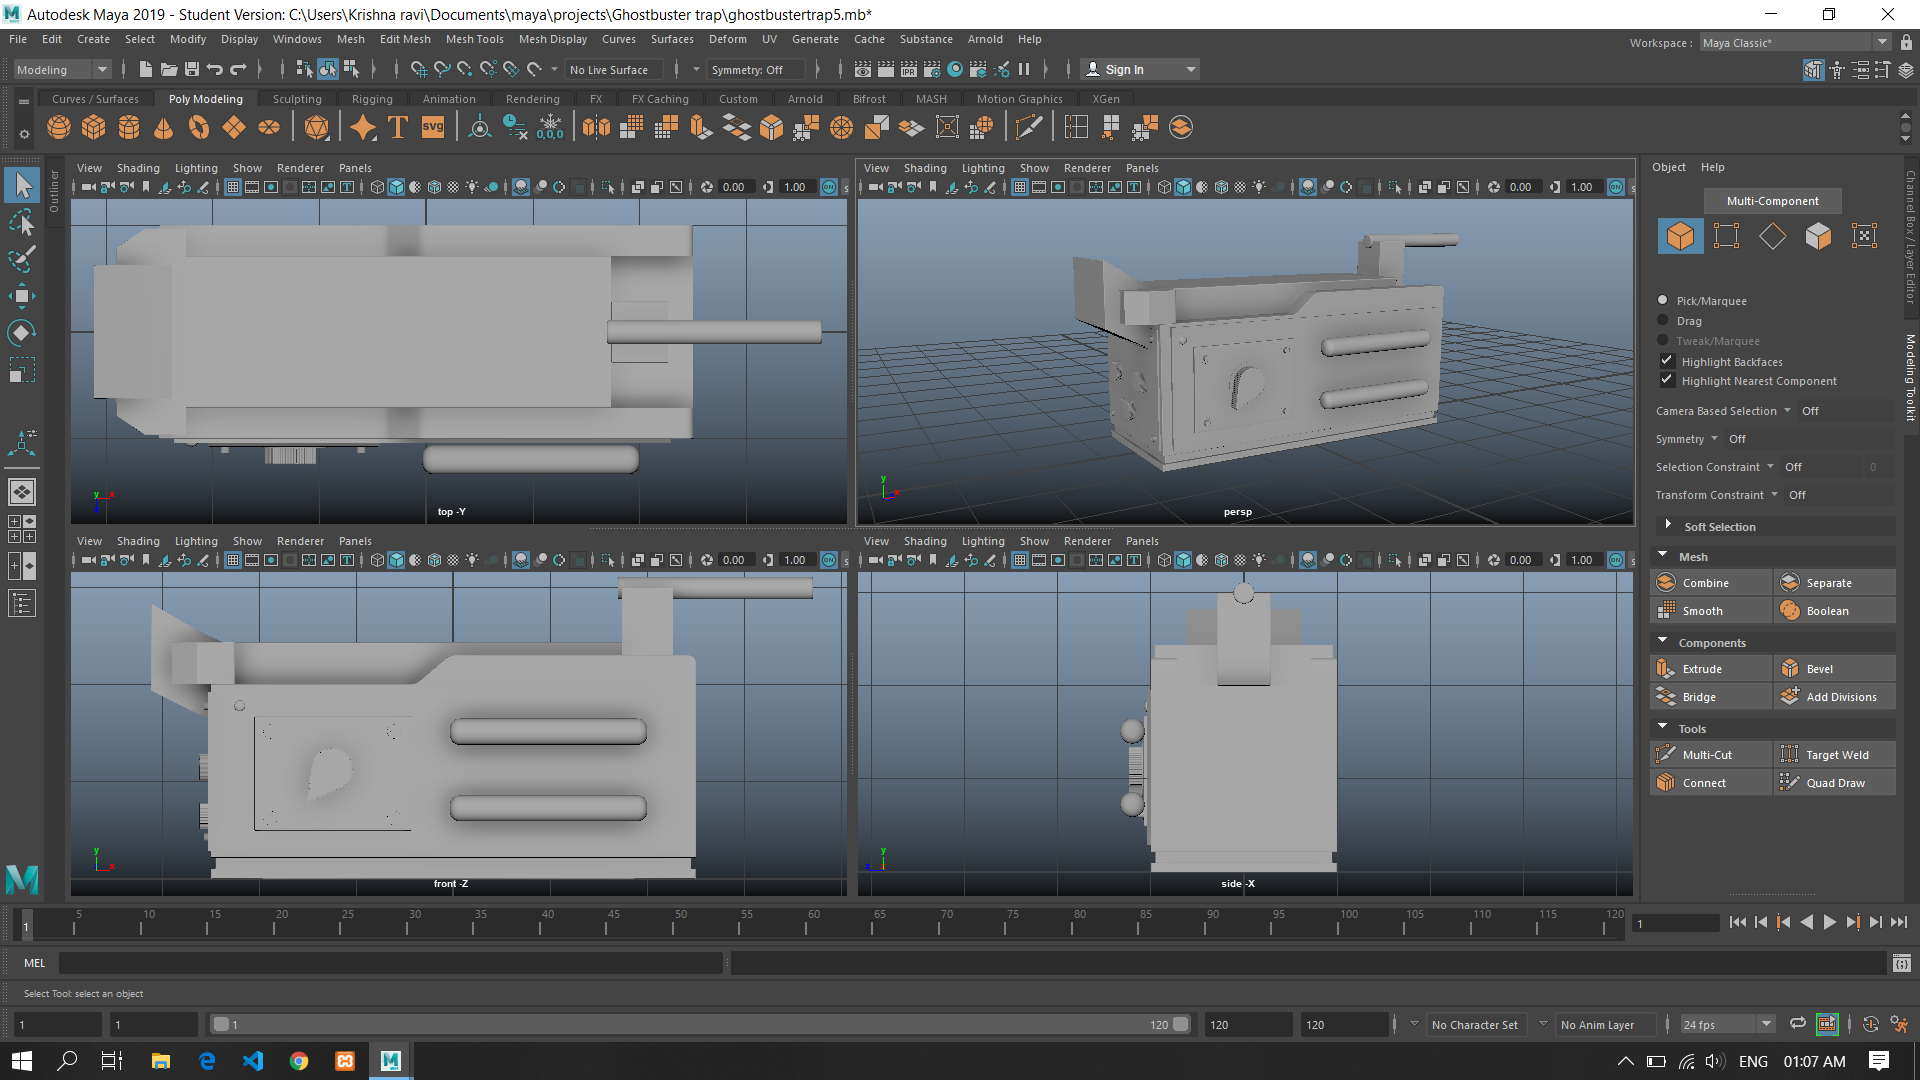 Autodesk Maya 2019 - Student Version: C:\Users\Krishna ravi\Documents\maya\projects\Ghostbuster trap\ghostbustertrap5.mb*
File Edit Create Select Modify Display Windows Mesh Edit Mesh Mesh Tools Mesh Display Curves Surfaces Deform UV Generate Cache Substance Arnold Help
Workspace : Maya Classic*
Modeling No Live Surface Symmetry: Off IPR Sign In
Curves / Surfaces Poly Modeling Sculpting Rigging Animation Rendering FX FX Caching Custom Arnold Bifrost MASH Motion Graphics XGen
T SVG 0,0,0
Outliner
View Shading Lighting Show Renderer Panels
0.00 1.00
top -Y
View Shading Lighting Show Renderer Panels
0.00 1.00
persp
View Shading Lighting Show Renderer Panels
0.00 1.00
front -Z
View Shading Lighting Show Renderer Panels
0.00 1.00
side -X
Object Help
Multi-Component
Pick/Marquee
Drag
Tweak/Marquee
Highlight Backfaces
Highlight Nearest Component
Camera Based Selection Off
Symmetry Off
Selection Constraint Off 0
Transform Constraint Off
Soft Selection
Mesh
Combine Separate
Smooth Boolean
Components
Extrude Bevel
Bridge Add Divisions
Tools
Multi-Cut Target Weld
Connect Quad Draw
Channel Box / Layer Editor
Modeling Toolkit
1 5 10 15 20 25 30 35 40 45 50 55 60 65 70 75 80 85 90 95 100 105 110 115 120 1
MEL
Select Tool: select an object
1 1 1 120 120 120 No Character Set No Anim Layer 24 fps
ENG 01:07 AM